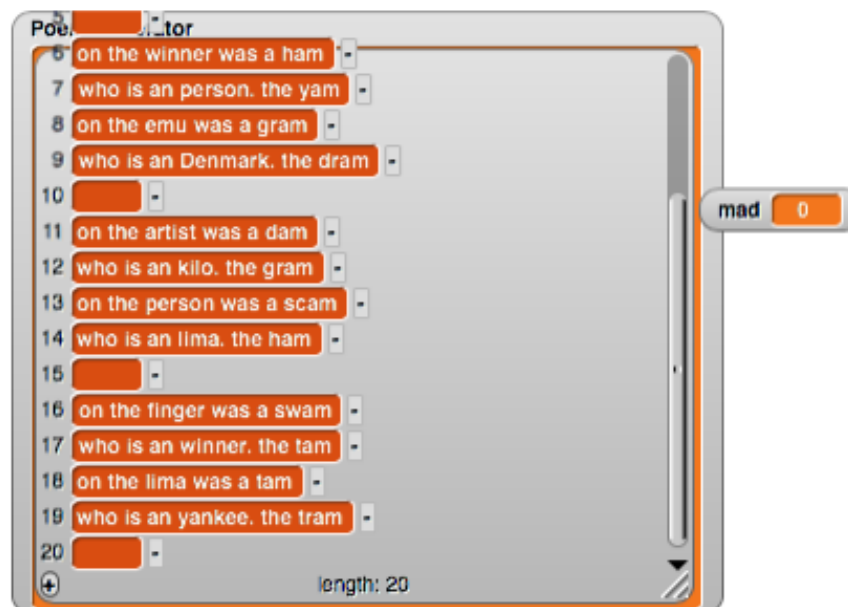 Poe ator
5
6 on the winner was a ham -
7 who is an person. the yam -
8 on the emu was a gram -
9 who is an Denmark. the dram -
10 -
11 on the artist was a dam -
12 who is an kilo. the gram -
13 on the person was a scam -
14 who is an lima. the ham -
15 -
16 on the finger was a swam -
17 who is an winner. the tam -
18 on the lima was a tam -
19 who is an yankee. the tram -
20 -
+ length: 20
mad 0